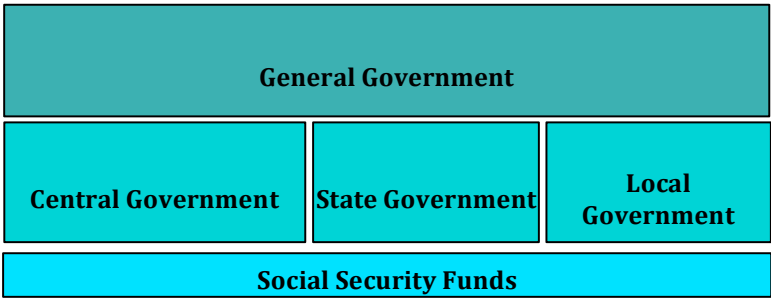 General Government
Central Government
State Government
Local
Government
Social Security Funds